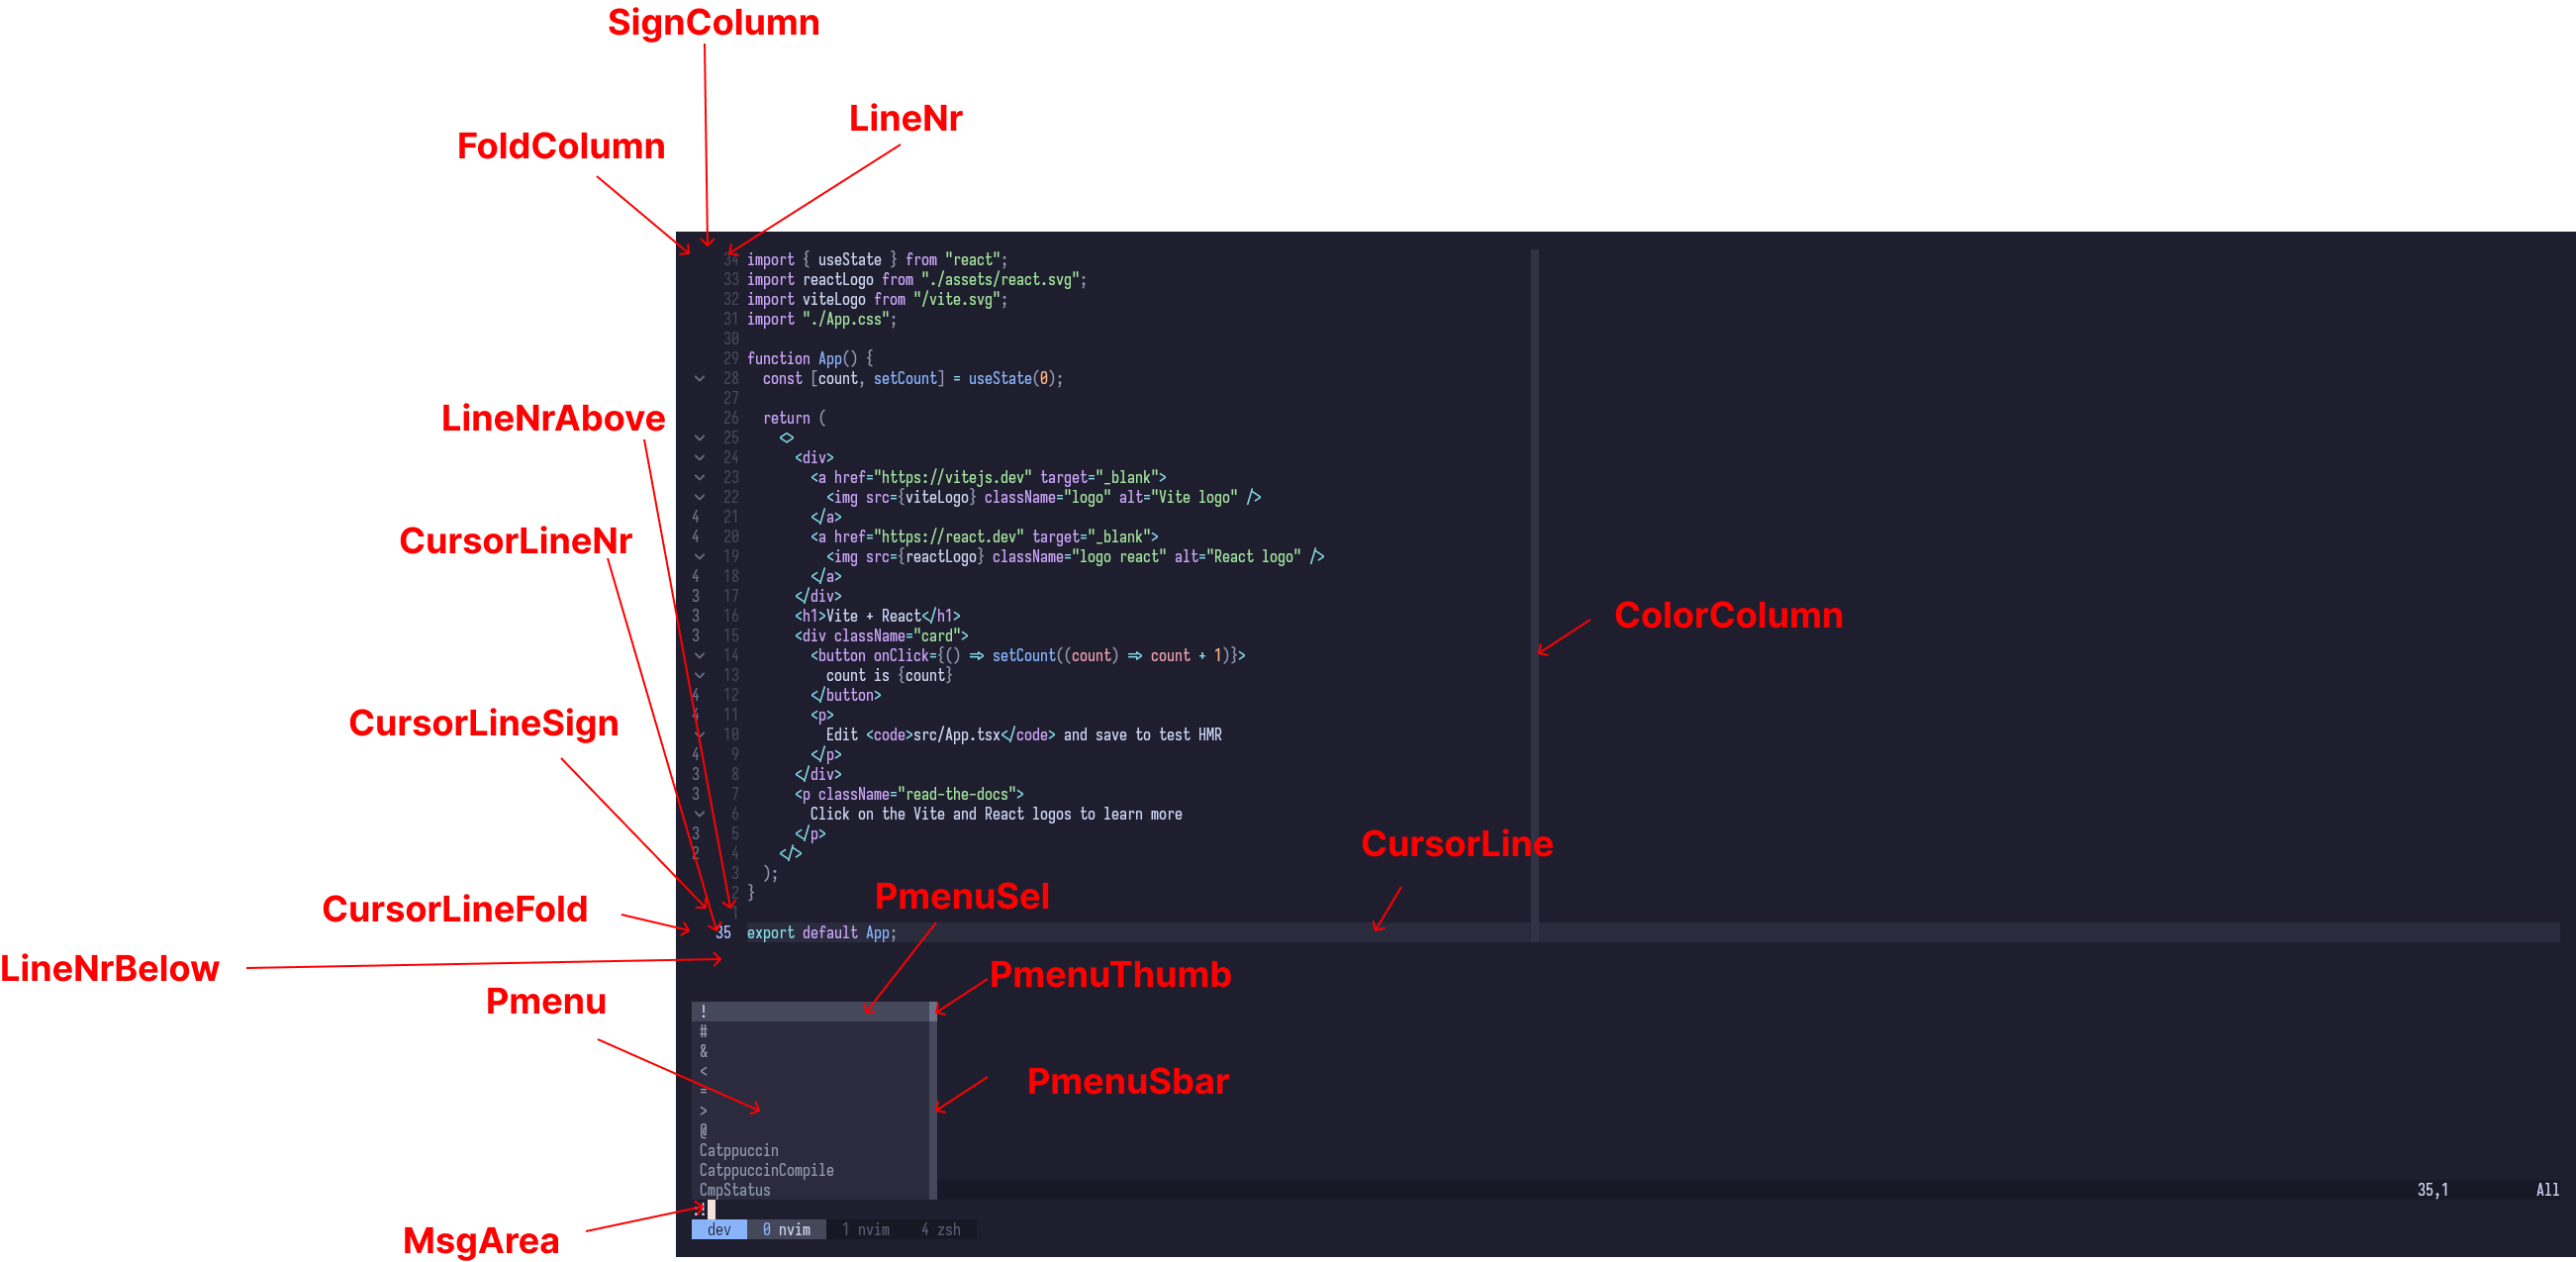 SignColumn
LineNr
FoldColumn
34 import { useState } from "react";
33 import reactLogo from "./assets/react.svg";
32 import viteLogo from "/vite.svg";
31 import "./App.css";
30
29 function App() {
28 const [count, setCount] = useState(0);
27
LineNrAbove
26 return (
25 <>
24 <div>
23 <a href="https://vitejs.dev" target="_blank">
22 <img src={viteLogo} className="logo" alt="Vite logo" />
4 21 </a>
CursorLineNr
4 20 <a href="https://react.dev" target="_blank">
19 <img src={reactLogo} className="logo react" alt="React logo" />
4 18 </a>
3 17 </div>
3 16 <h1>Vite + React</h1>
ColorColumn
3 15 <div className="card">
14 <button onClick={() => setCount((count) => count + 1)}>
13 count is {count}
4 12 </button>
4 11 <p>
CursorLineSign
10 Edit <code>src/App.tsx</code> and save to test HMR
4 9 </p>
3 8 </div>
3 7 <p className="read-the-docs">
6 Click on the Vite and React logos to learn more
3 5 </p>
CursorLine
2 4 </>
3 );
2 }
PmenuSel
CursorLineFold
1
35 export default App;
LineNrBelow
PmenuThumb
Pmenu
!
#
&
<
PmenuSbar
=
>
@
Catppuccin
CatppuccinCompile
CmpStatus
35,1 All
:!
MsgArea
dev 0 nvim 1 nvim 4 zsh